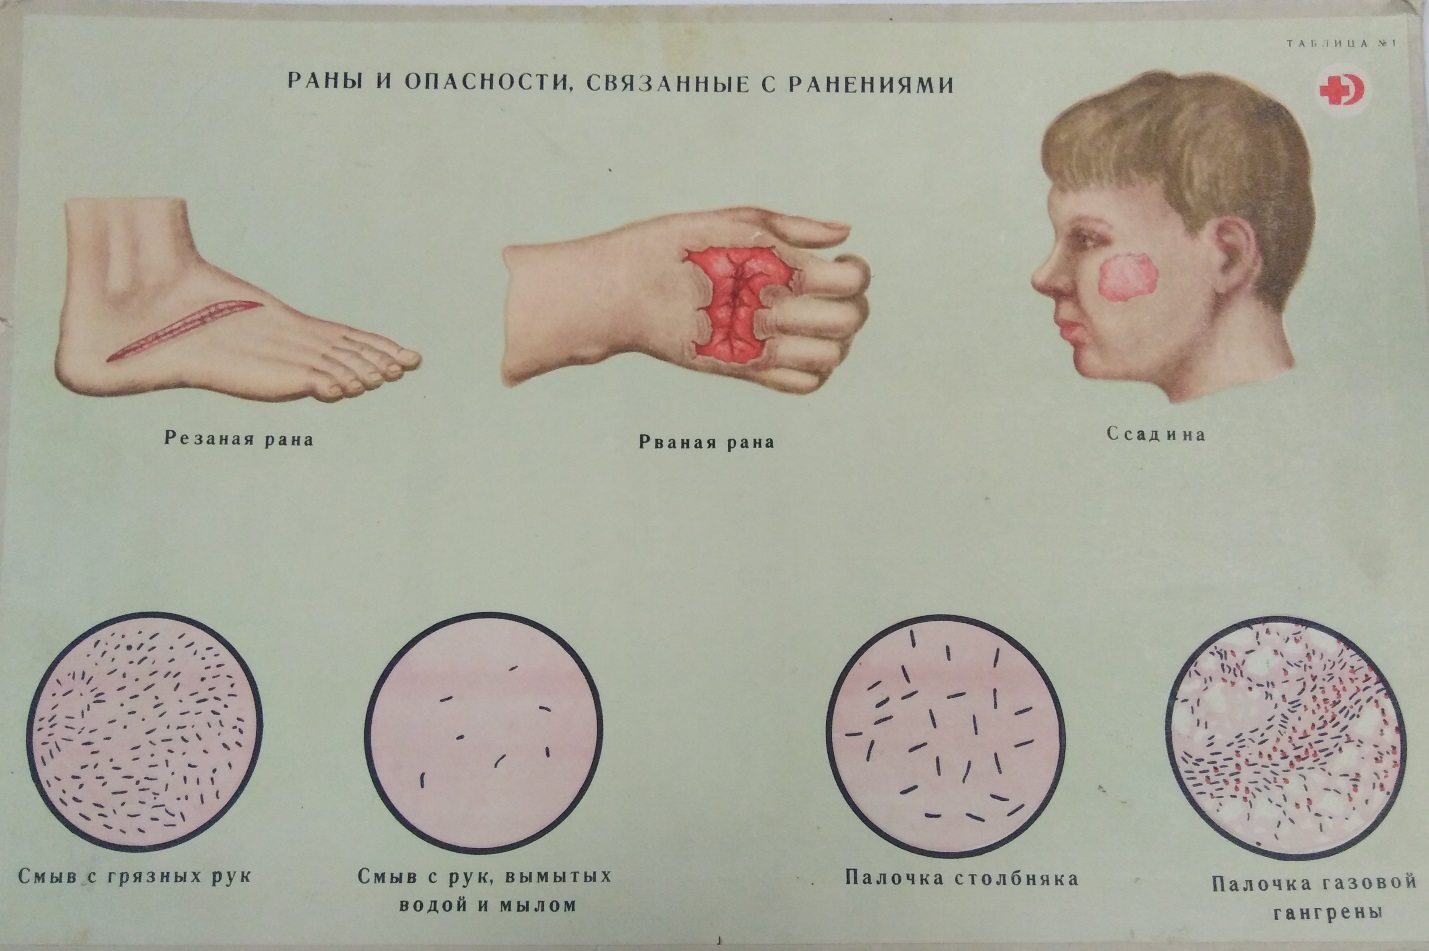 ТАБЛИЦА №1
РАНЫ И ОПАСНОСТИ, СВЯЗАННЫЕ С РАНЕНИЯМИ
Резаная рана
Рваная рана
Ссадина
Смыв с грязных рук
Смыв с рук, вымытых
водой и мылом
Палочка столбняка
Палочка газовой
гангрены